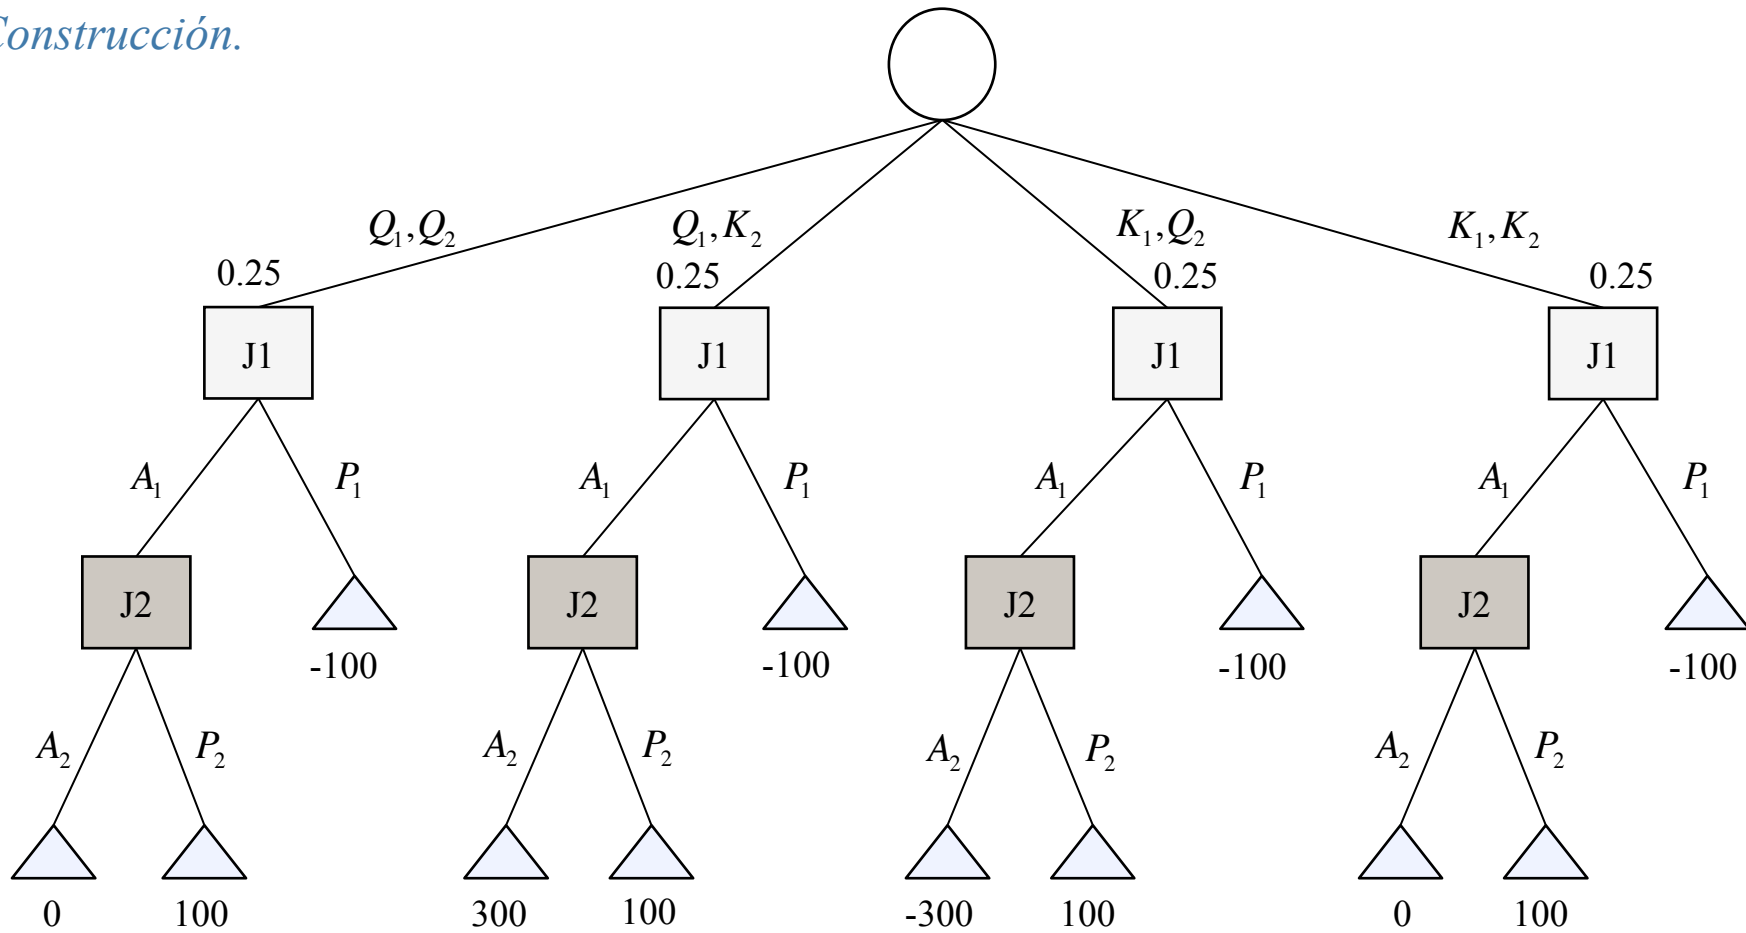 Construcción.
Q1,Q2 Q1,K2 K1,Q2 K1,K2
0.25 0.25 0.25 0.25
J1 J1 J1 J1
A1 P1 A1 P1 A1 P1 A1 P1
J2 J2 J2 J2
-100 -100 -100 -100
A2 P2 A2 P2 A2 P2 A2 P2
0 100 300 100 -300 100 0 100